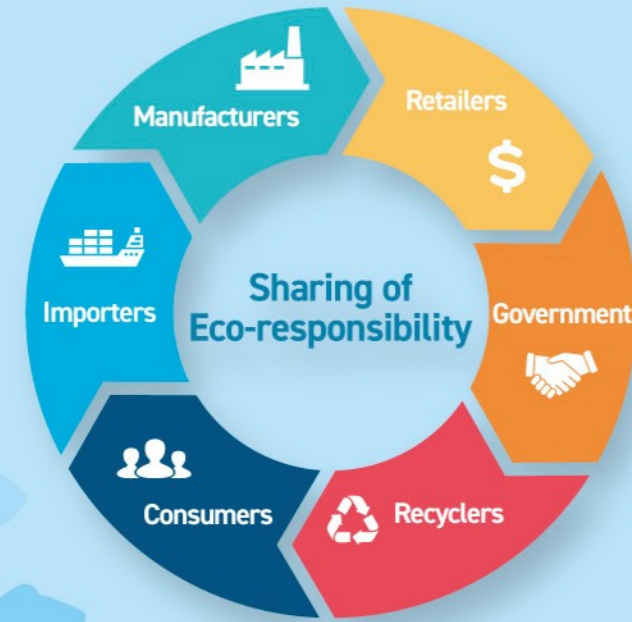 Manufacturers
Retailers
$
Importers
Sharing of
Eco-responsibility
Government
Consumers
Recyclers